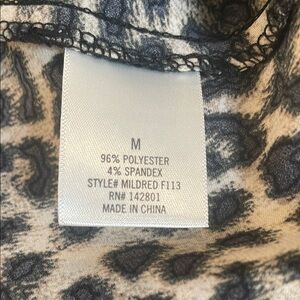 M
96% POLYESTER
4% SPANDEX
STYLE# MILDRED F113
RN# 142801
MADE IN CHINA